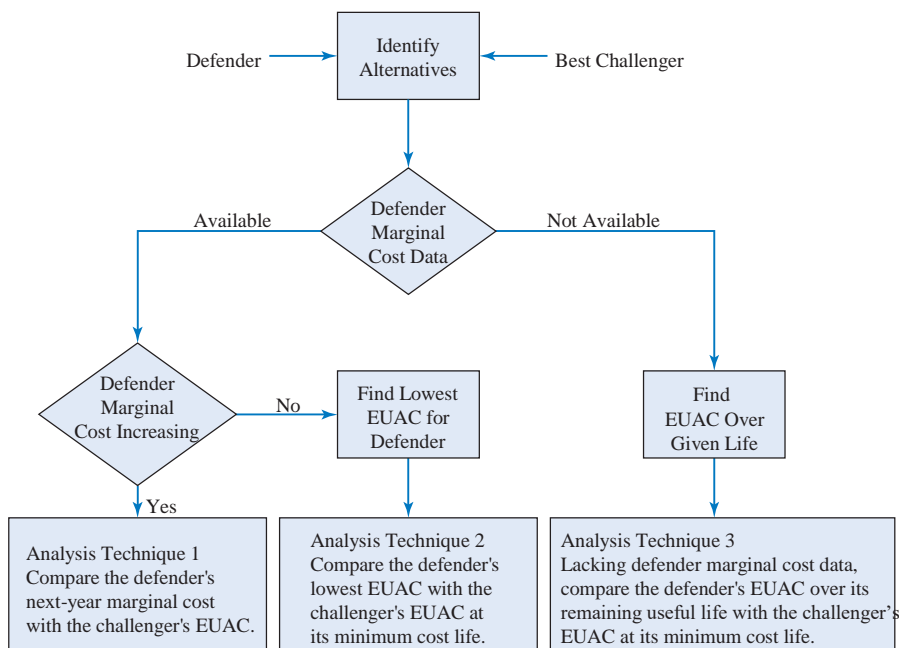 Identify
Alternatives
Defender
Best Challenger
Defender
Marginal
Cost Data
Available
Not Available
Defender
Marginal
Cost Increasing
No
Find Lowest
EUAC for
Defender
Find
EUAC Over
Given Life
Yes
Analysis Technique 1
Compare the defender's
next-year marginal cost
with the challenger's EUAC.
Analysis Technique 2
Compare the defender's
lowest EUAC with the
challenger's EUAC at
its minimum cost life.
Analysis Technique 3
Lacking defender marginal cost data,
compare the defender's EUAC over its
remaining useful life with the challenger’s
EUAC at its minimum cost life.